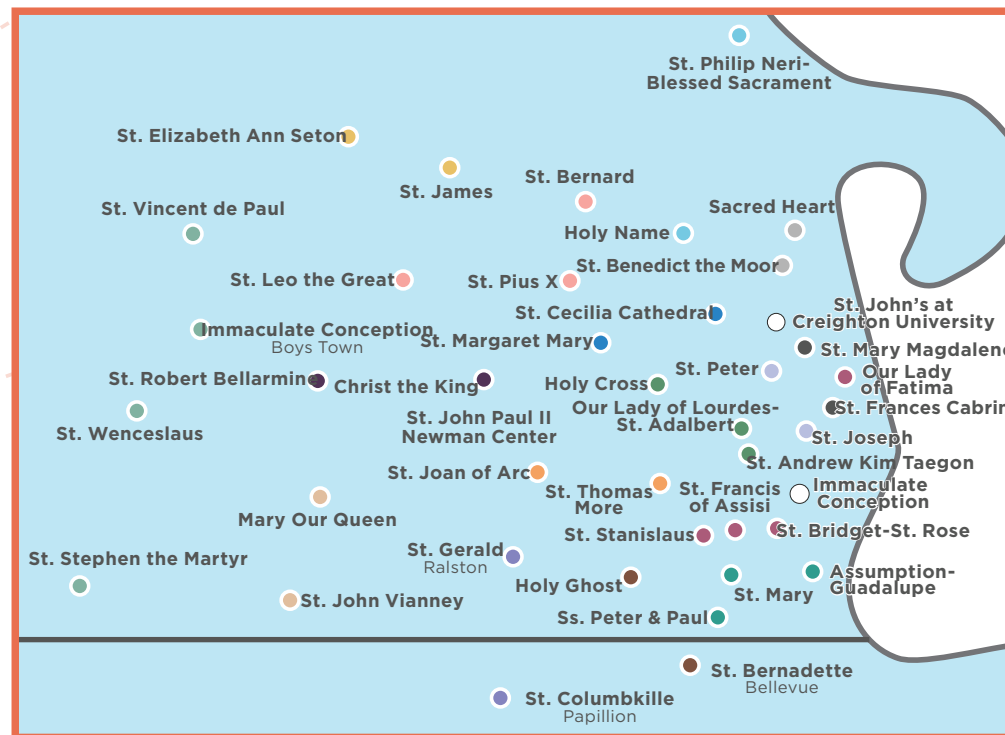 St. Philip Neri-
Blessed Sacrament
St. Elizabeth Ann Seton
St. James
St. Bernard
St. Vincent de Paul
Sacred Heart
Holy Name
St. Benedict the Moor
St. Leo the Great
St. Pius X
St. Cecilia Cathedral
St. John’s at
Creighton University
Immaculate Conception
Boys Town
St. Margaret Mary
St. Mary Magdalene
St. Robert Bellarmine
Christ the King
Holy Cross
St. Peter
Our Lady
of Fatima
St. John Paul II
Newman Center
Our Lady of Lourdes-
St. Adalbert
St. Frances Cabrin
St. Wenceslaus
St. Joseph
St. Andrew Kim Taegon
St. Joan of Arc
St. Thomas
More
St. Francis
of Assisi
Immaculate
Conception
Mary Our Queen
St. Stanislaus
St. Bridget-St. Rose
St. Gerald
Ralston
St. Stephen the Martyr
Holy Ghost
St. Mary
Assumption-
Guadalupe
St. John Vianney
Ss. Peter & Paul
St. Bernadette
Bellevue
St. Columbkille
Papillion